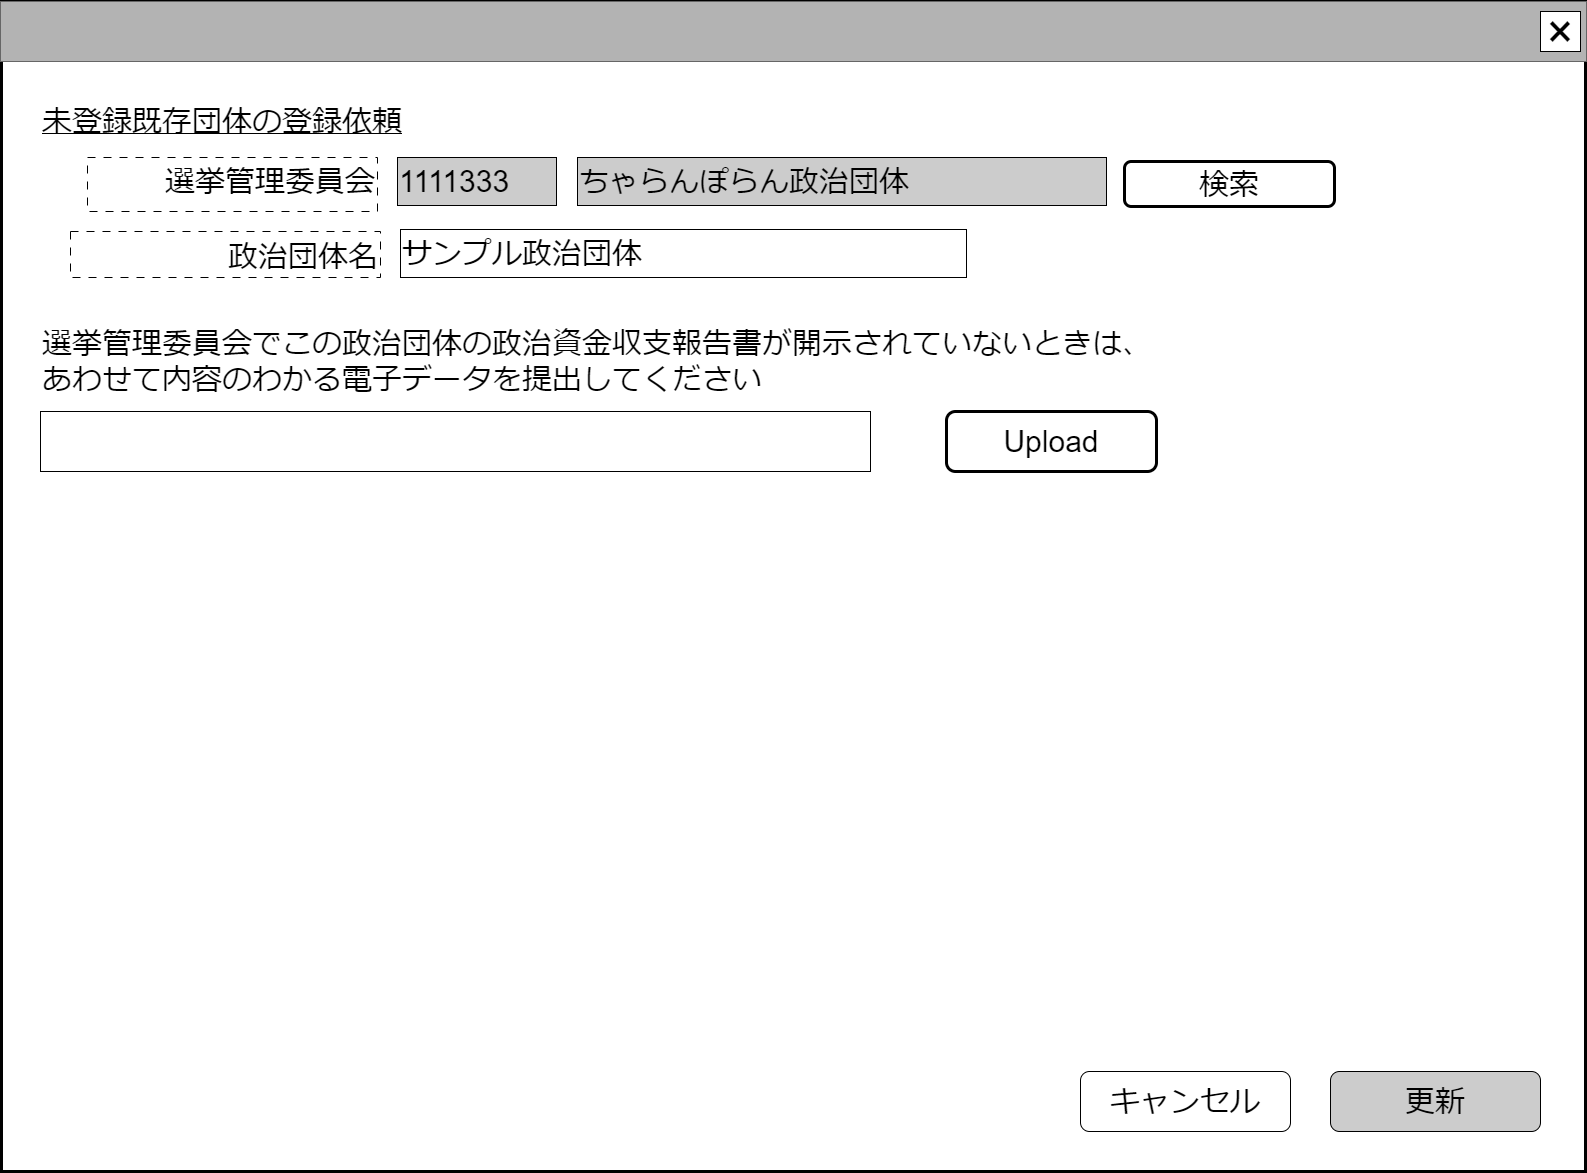 未登録既存団体の登録依頼
選挙管理委員会 1111333 ちゃらんぽらん政治団体 検索
政治団体名 サンプル政治団体
選挙管理委員会でこの政治団体の政治資金収支報告書が開示されていないときは、
あわせて内容のわかる電子データを提出してください
Upload
キャンセル 更新